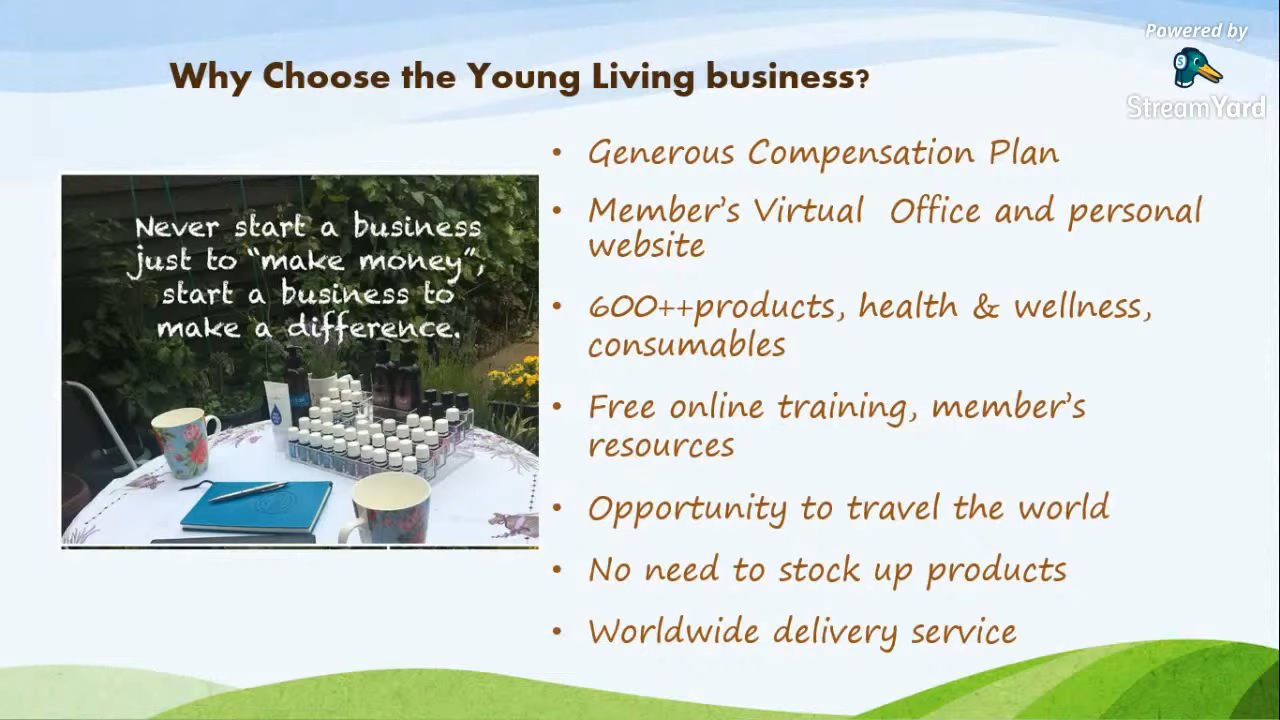 Powered by
StreamYard
Why Choose the Young Living business?
Never start a business
just to “make money”,
start a business to
make a difference.
• Generous Compensation Plan
• Member’s Virtual Office and personal
website
• 600++products, health & wellness,
consumables
• Free online training, member’s
resources
• Opportunity to travel the world
• No need to stock up products
• Worldwide delivery service